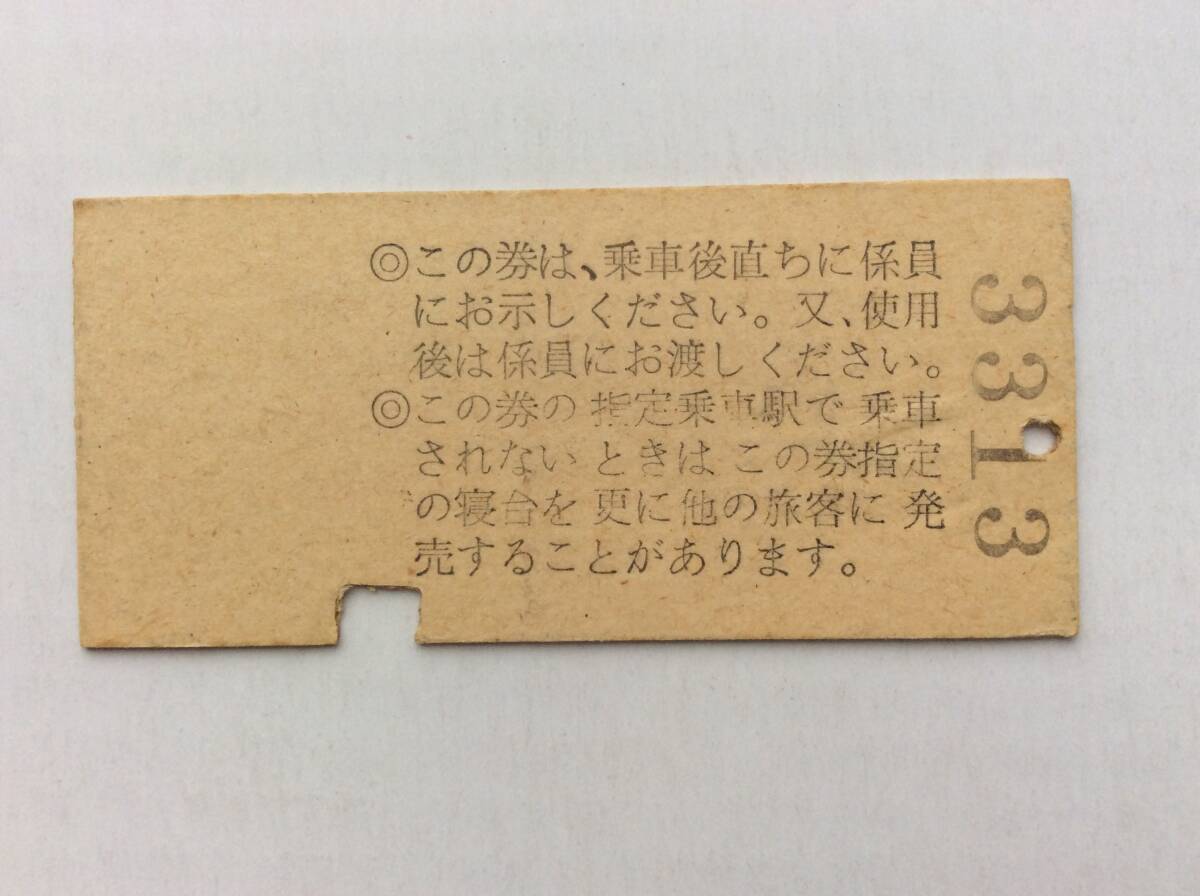 ◎この券は、乗車後直ちに係員
にお示しください。又、使用
後は係員にお渡しください。
◎この券の指定乗車駅で乗車
されないときはこの券指定
の寝台を更に他の旅客に発
売することがあります。
3313